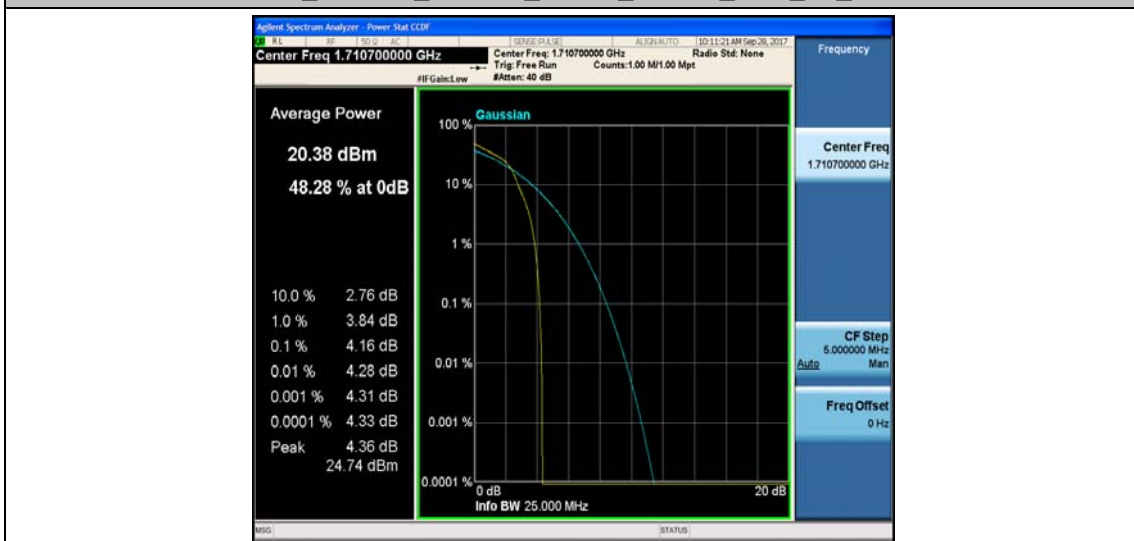 Agilent Spectrum Analyzer - Power Stat CCDF
RL RF 50 Ω AC SENSE:PULSE ALIGN AUTO 10:11:21 AM Sep 28, 2017
Center Freq 1.710700000 GHz
Center Freq: 1.710700000 GHz Radio Std: None
Trig: Free Run Counts:1.00 M/1.00 Mpt
#IFGain:Low #Atten: 40 dB
Frequency
Average Power
20.38 dBm
48.28 % at 0dB
10.0 % 2.76 dB
1.0 % 3.84 dB
0.1 % 4.16 dB
0.01 % 4.28 dB
0.001 % 4.31 dB
0.0001 % 4.33 dB
Peak 4.36 dB
24.74 dBm
Gaussian
100 %
10 %
1 %
0.1 %
0.01 %
0.001 %
0.0001 %
0 dB 20 dB
Info BW 25.000 MHz
Center Freq
1.710700000 GHz
CF Step
5.000000 MHz
Auto Man
Freq Offset
0 Hz
MSG STATUS